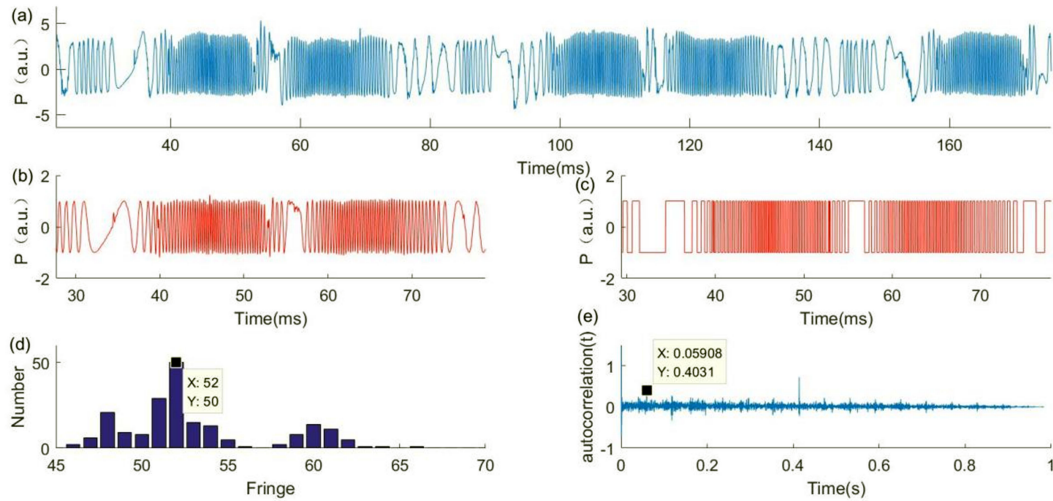 (a)
P (a.u.)
5
0
-5
40 60 80 100 120 140 160
Time(ms)
(b)
P (a.u.)
2
0
-2
30 40 50 60 70
Time(ms)
(c)
P (a.u.)
2
0
-2
30 40 50 60 70
Time(ms)
(d)
Number
50
0
X: 52
Y: 50
45 50 55 60 65 70
Fringe
(e)
autocorrelation(t)
1
0
-1
X: 0.05908
Y: 0.4031
0 0.2 0.4 0.6 0.8 1
Time(s)